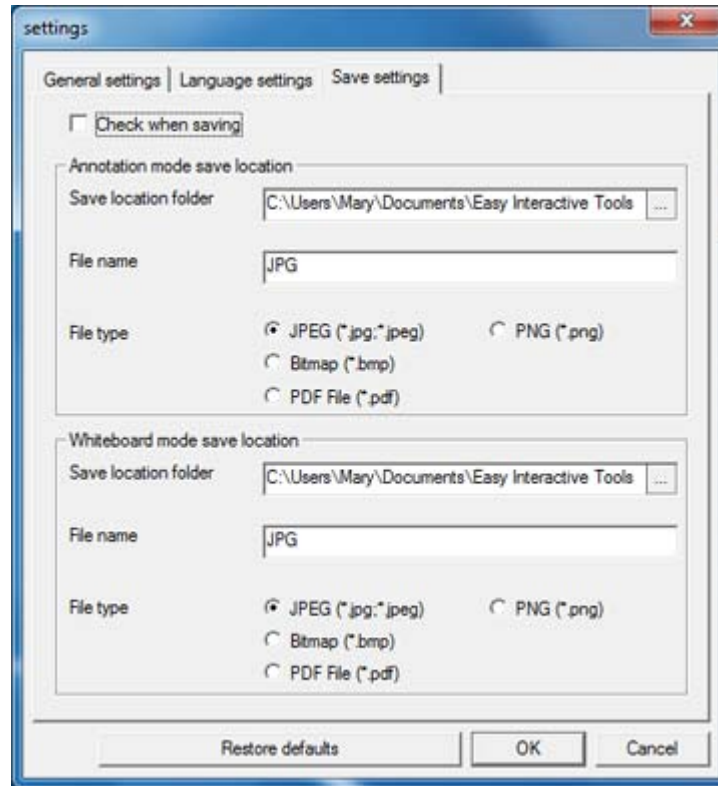 settings
General settings Language settings Save settings
Check when saving
Annotation mode save location
Save location folder C:\Users\Mary\Documents\Easy Interactive Tools ...
File name JPG
File type JPEG (*.jpg;*.jpeg) PNG (*.png)
Bitmap (*.bmp)
PDF File (*.pdf)
Whiteboard mode save location
Save location folder C:\Users\Mary\Documents\Easy Interactive Tools ...
File name JPG
File type JPEG (*.jpg;*.jpeg) PNG (*.png)
Bitmap (*.bmp)
PDF File (*.pdf)
Restore defaults OK Cancel